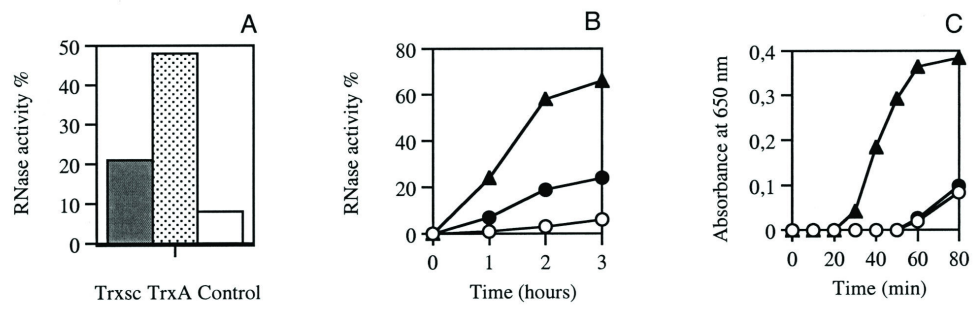 A
B
C
RNase activity %
50
40
30
20
10
0
Trxsc TrxA Control
RNase activity %
80
60
40
20
0
0 1 2 3
Time (hours)
Absorbance at 650 nm
0,4
0,3
0,2
0,1
0
0 20 40 60 80
Time (min)